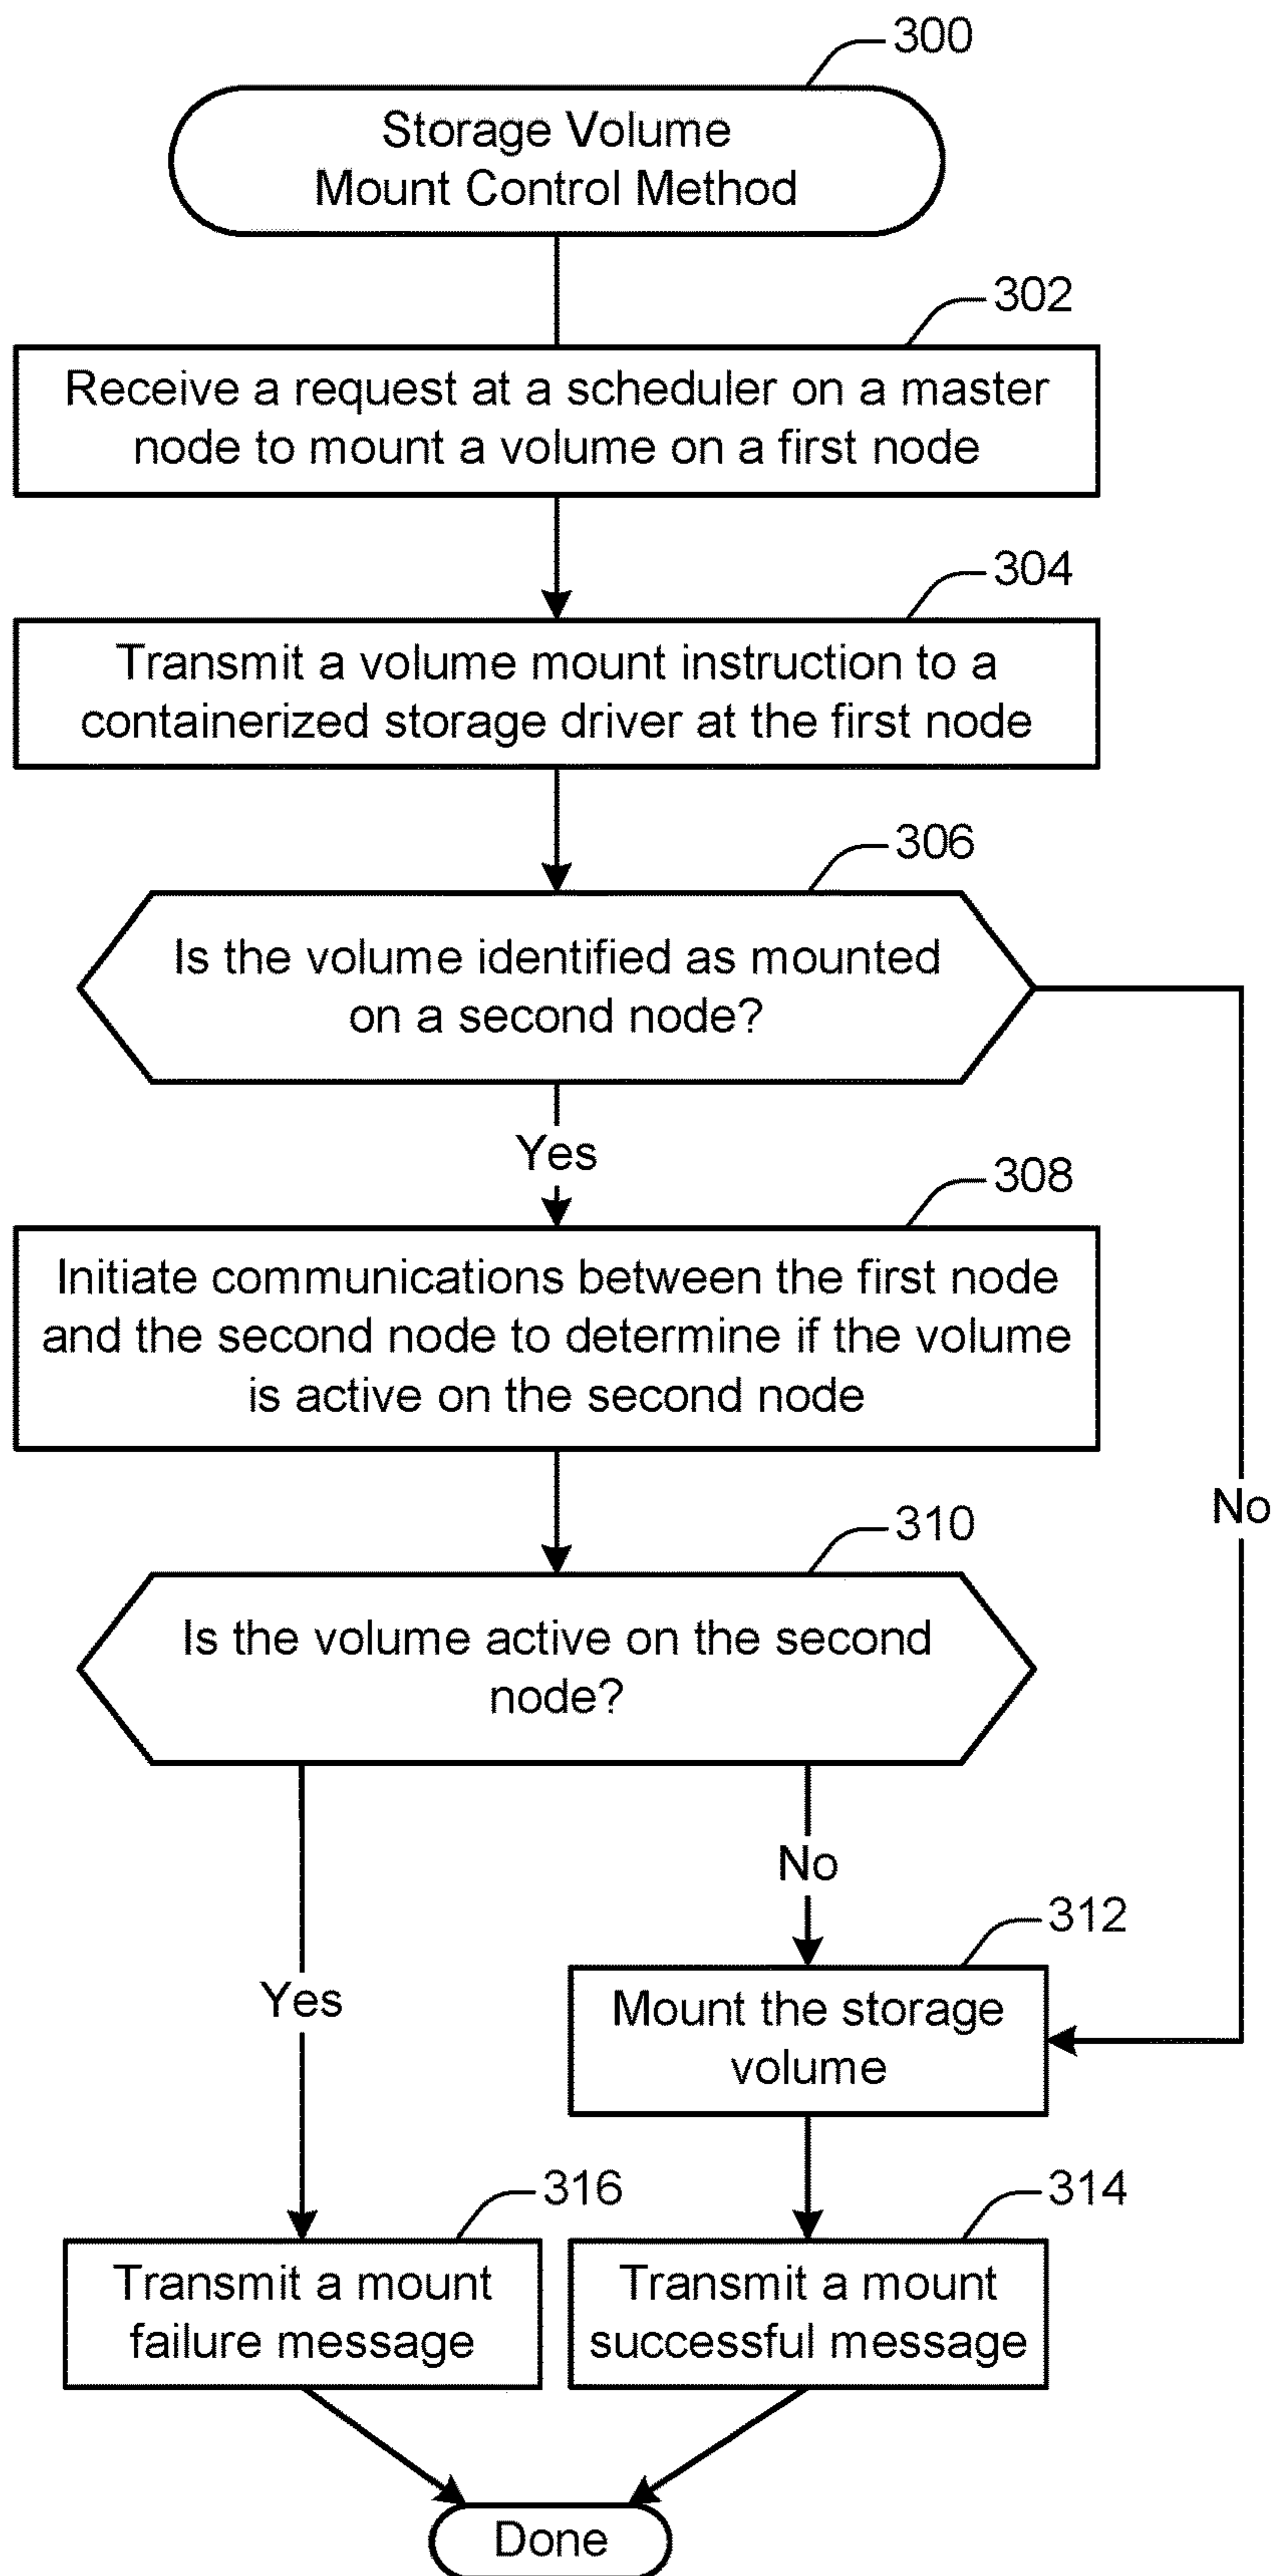 300
Storage Volume
Mount Control Method
302
Receive a request at a scheduler on a master
node to mount a volume on a first node
304
Transmit a volume mount instruction to a
containerized storage driver at the first node
306
Is the volume identified as mounted
on a second node?
Yes
308
Initiate communications between the first node
and the second node to determine if the volume
is active on the second node
No
310
Is the volume active on the second
node?
No
312
Yes
Mount the storage
volume
316
314
Transmit a mount
failure message
Transmit a mount
successful message
Done